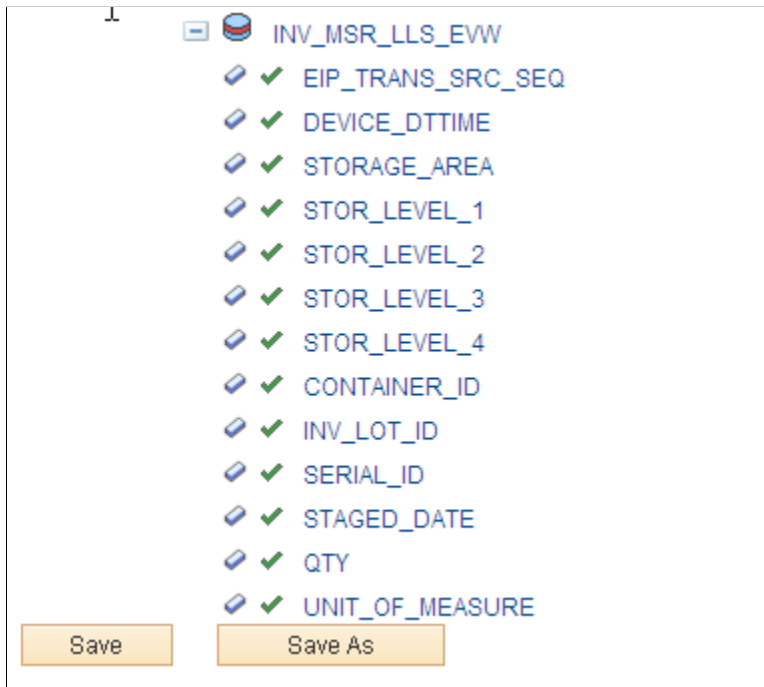 INV_MSR_LLS_EVW
EIP_TRANS_SRC_SEQ
DEVICE_DTTIME
STORAGE_AREA
STOR_LEVEL_1
STOR_LEVEL_2
STOR_LEVEL_3
STOR_LEVEL_4
CONTAINER_ID
INV_LOT_ID
SERIAL_ID
STAGED_DATE
QTY
UNIT_OF_MEASURE
Save Save As